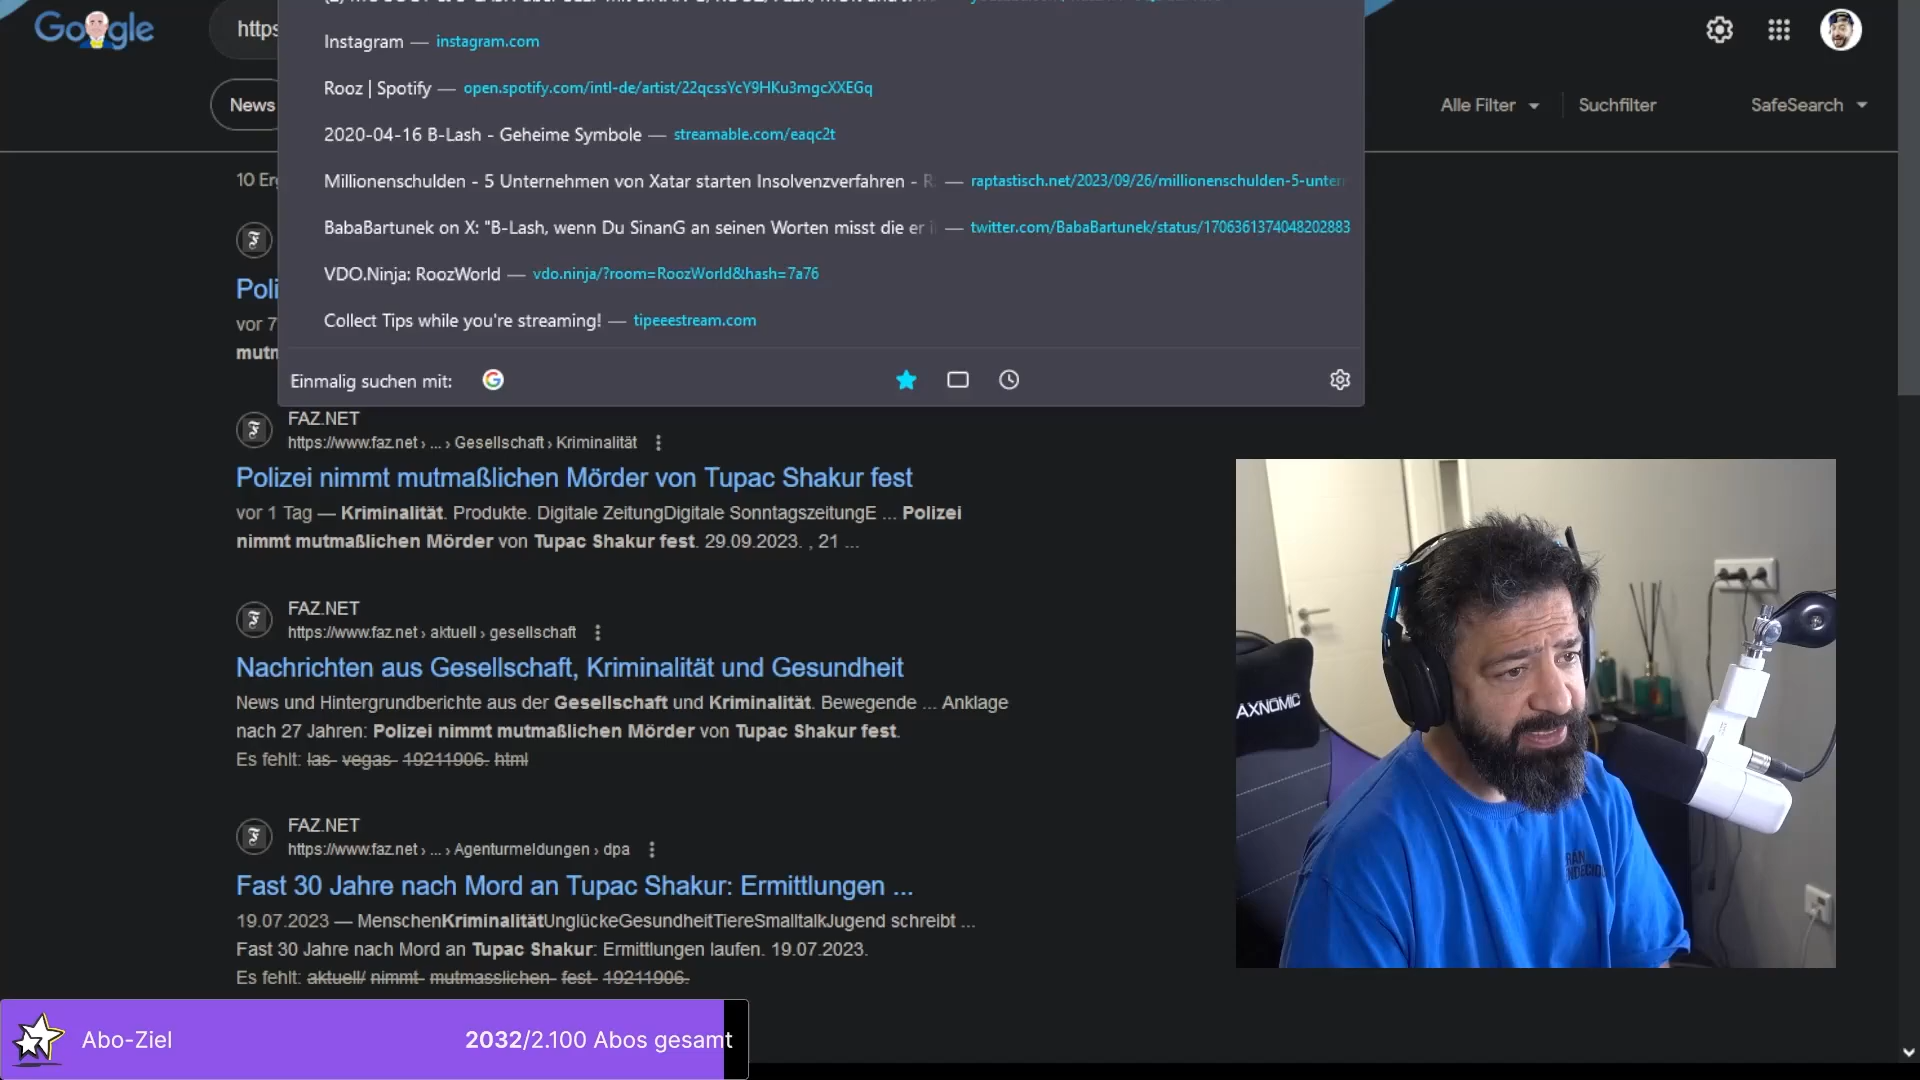 Google
https
Instagram — instagram.com
Rooz | Spotify — open.spotify.com/intl-de/artist/22qcssYcY9HKu3mgcXXEGq
2020-04-16 B-Lash - Geheime Symbole — streamable.com/eaqc2t
Millionenschulden - 5 Unternehmen von Xatar starten Insolvenzverfahren - R — raptastisch.net/2023/09/26/millionenschulden-5-unter
BabaBartunek on X: "B-Lash, wenn Du SinanG an seinen Worten misst die er — twitter.com/BabaBartunek/status/1706361374048202883
VDO.Ninja: RoozWorld — vdo.ninja/?room=RoozWorld&hash=7a76
Collect Tips while you're streaming! — tipeeestream.com
Einmalig suchen mit:
News
Alle Filter
Suchfilter
SafeSearch
10 Er
Poli
vor 7
mutm
FAZ.NET
https://www.faz.net › ... › Gesellschaft › Kriminalität
Polizei nimmt mutmaßlichen Mörder von Tupac Shakur fest
vor 1 Tag — Kriminalität. Produkte. Digitale ZeitungDigitale SonntagszeitungE ... Polizei
nimmt mutmaßlichen Mörder von Tupac Shakur fest. 29.09.2023. , 21 ...
FAZ.NET
https://www.faz.net › aktuell › gesellschaft
Nachrichten aus Gesellschaft, Kriminalität und Gesundheit
News und Hintergrundberichte aus der Gesellschaft und Kriminalität. Bewegende ... Anklage
nach 27 Jahren: Polizei nimmt mutmaßlichen Mörder von Tupac Shakur fest.
Es fehlt: las- vegas- 19211906. html
FAZ.NET
https://www.faz.net › ... › Agenturmeldungen › dpa
Fast 30 Jahre nach Mord an Tupac Shakur: Ermittlungen ...
19.07.2023 — MenschenKriminalitätUnglückeGesundheitTiereSmalltalkJugend schreibt ...
Fast 30 Jahre nach Mord an Tupac Shakur: Ermittlungen laufen. 19.07.2023.
Es fehlt: aktuell/ nimmt- mutmasslichen- fest- 19211906.
AXNOMIC
Abo-Ziel
2032/2.100 Abos gesamt